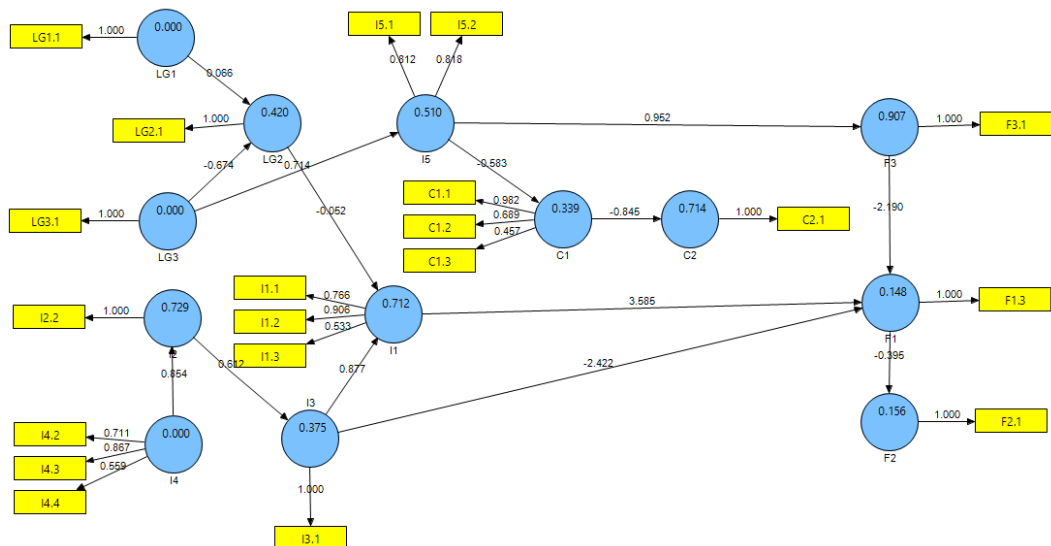 I5.1
I5.2
LG1.1
1.000
0.000
LG1
0.066
0.812
0.818
LG2.1
1.000
0.420
LG2
0.510
I5
0.952
0.907
F3
1.000
F3.1
-0.674
0.714
-0.583
LG3.1
1.000
0.000
LG3
-0.052
C1.1
0.982
C1.2
0.689
C1.3
0.457
0.339
C1
-0.845
0.714
C2
1.000
C2.1
-2.190
I2.2
1.000
0.729
I2
I1.1
0.766
I1.2
0.906
I1.3
0.533
0.712
I1
3.585
0.148
F1
1.000
F1.3
0.854
0.612
0.877
-2.422
-0.395
I4.2
0.711
I4.3
0.867
I4.4
0.559
0.000
I4
I3
0.375
1.000
I3.1
0.156
F2
1.000
F2.1